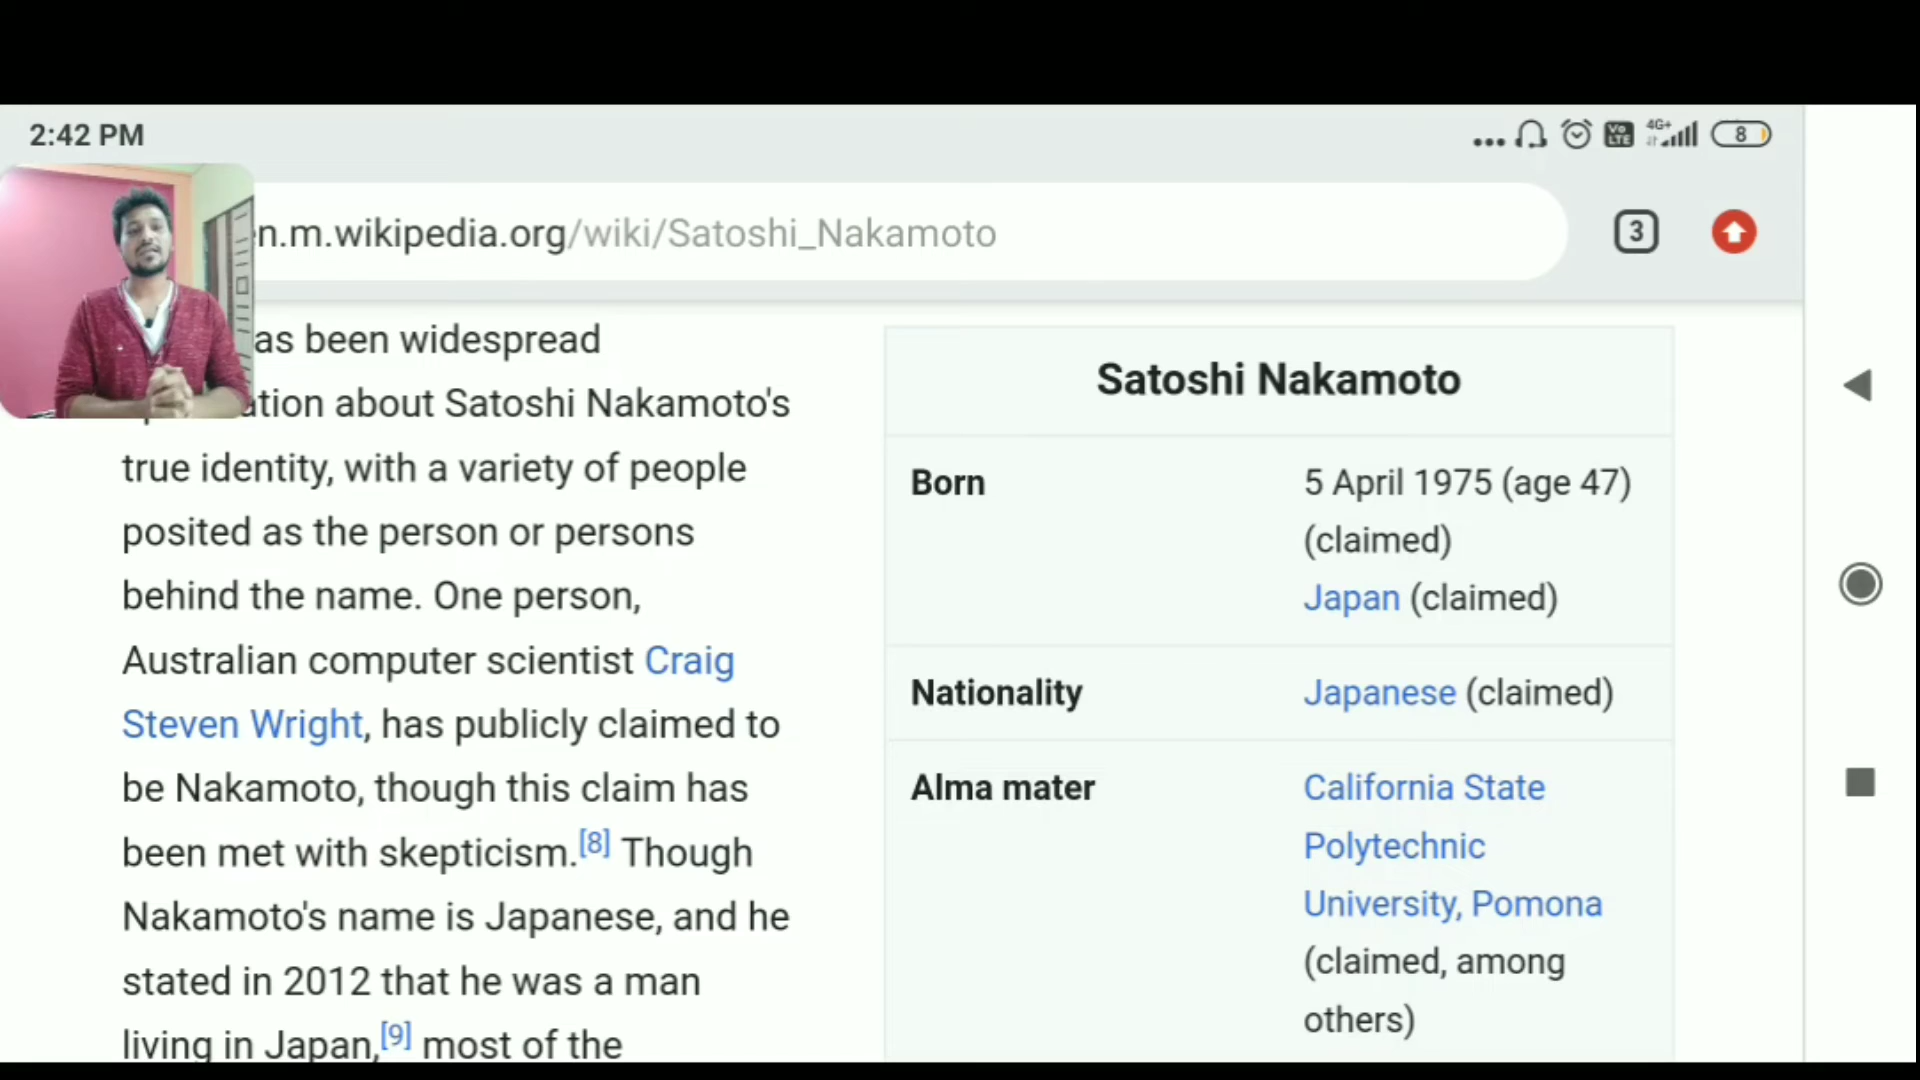 2:42 PM
4G+
Vo
LTE
8
n.m.wikipedia.org/wiki/Satoshi_Nakamoto
3
as been widespread
ation about Satoshi Nakamoto's
true identity, with a variety of people
posited as the person or persons
behind the name. One person,
Australian computer scientist Craig
Steven Wright, has publicly claimed to
be Nakamoto, though this claim has
been met with skepticism.[8] Though
Nakamoto's name is Japanese, and he
stated in 2012 that he was a man
living in Japan,[9] most of the
Satoshi Nakamoto
Born
5 April 1975 (age 47)
(claimed)
Japan (claimed)
Nationality
Japanese (claimed)
Alma mater
California State
Polytechnic
University, Pomona
(claimed, among
others)